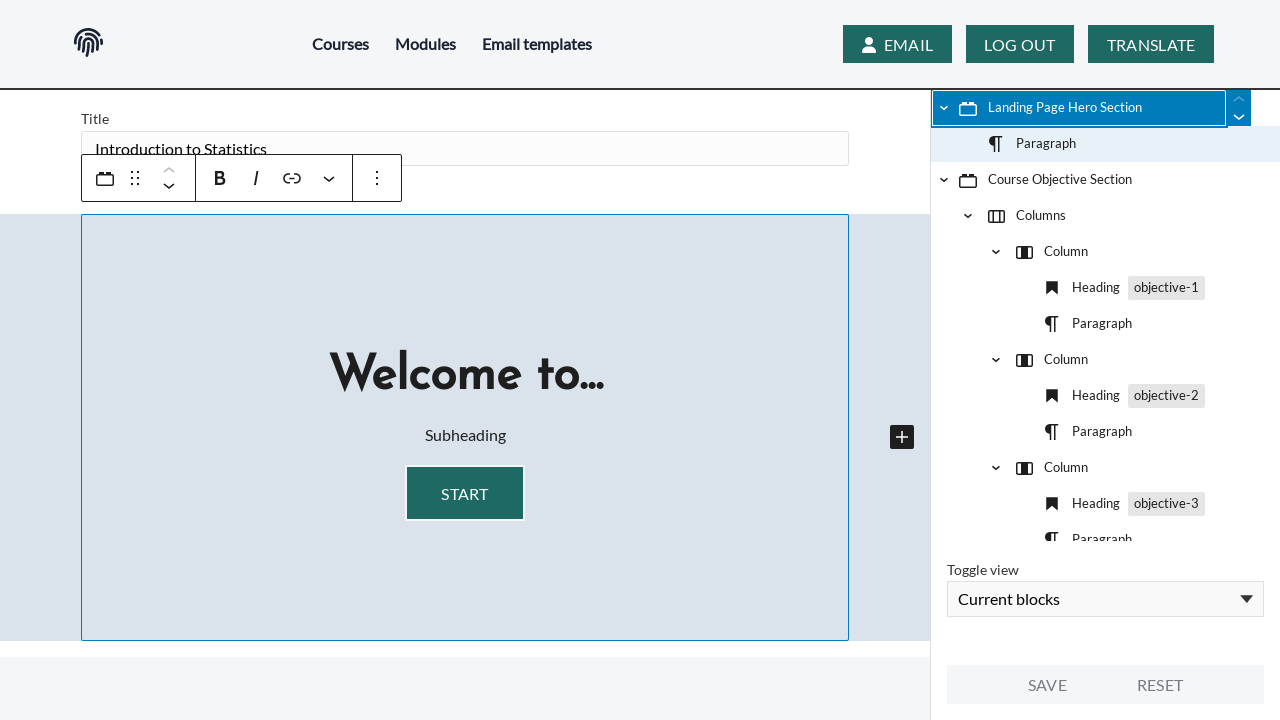 Courses Modules Email templates EMAIL LOG OUT TRANSLATE
Title
Introduction to Statistics
B I
Welcome to...
Subheading
START
Landing Page Hero Section
Paragraph
Course Objective Section
Columns
Column
Heading objective-1
Paragraph
Column
Heading objective-2
Paragraph
Column
Heading objective-3
Paragraph
Toggle view
Current blocks
SAVE RESET